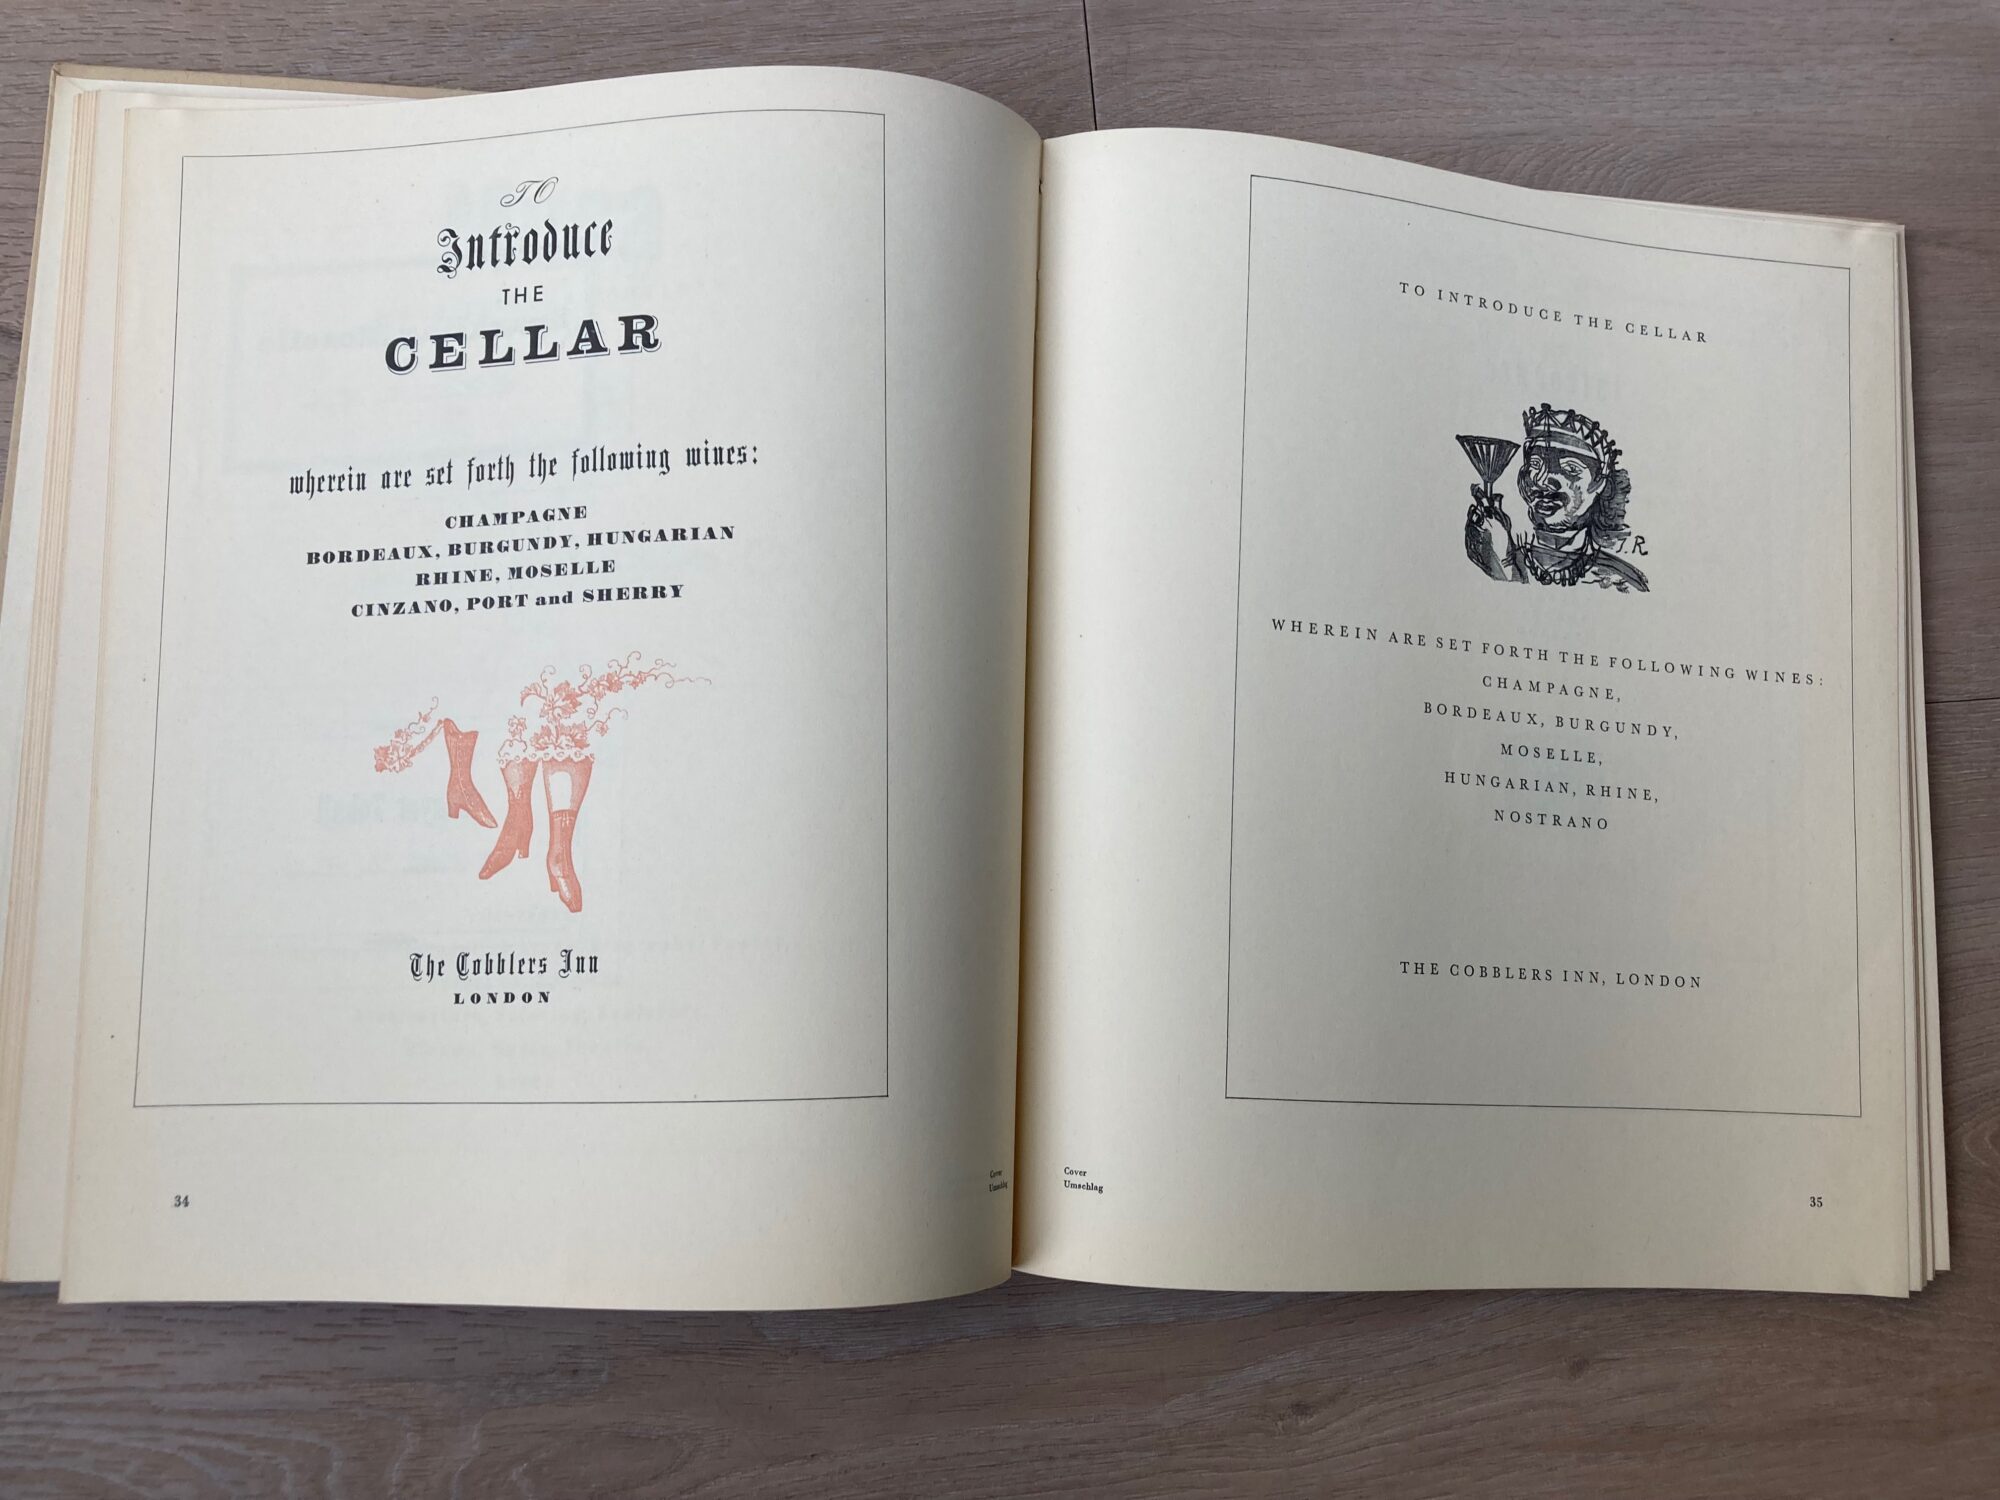 TO
Introduce
THE
CELLAR
wherein are set forth the following wines:
CHAMPAGNE
BORDEAUX, BURGUNDY, HUNGARIAN
RHINE, MOSELLE
CINZANO, PORT and SHERRY
The Cobblers Inn
LONDON
Cover
Umschlag
34
TO INTRODUCE THE CELLAR
J.R.
WHEREIN ARE SET FORTH THE FOLLOWING WINES:
CHAMPAGNE,
BORDEAUX, BURGUNDY,
MOSELLE,
HUNGARIAN, RHINE,
NOSTRANO
THE COBBLERS INN, LONDON
Cover
Umschlag
35